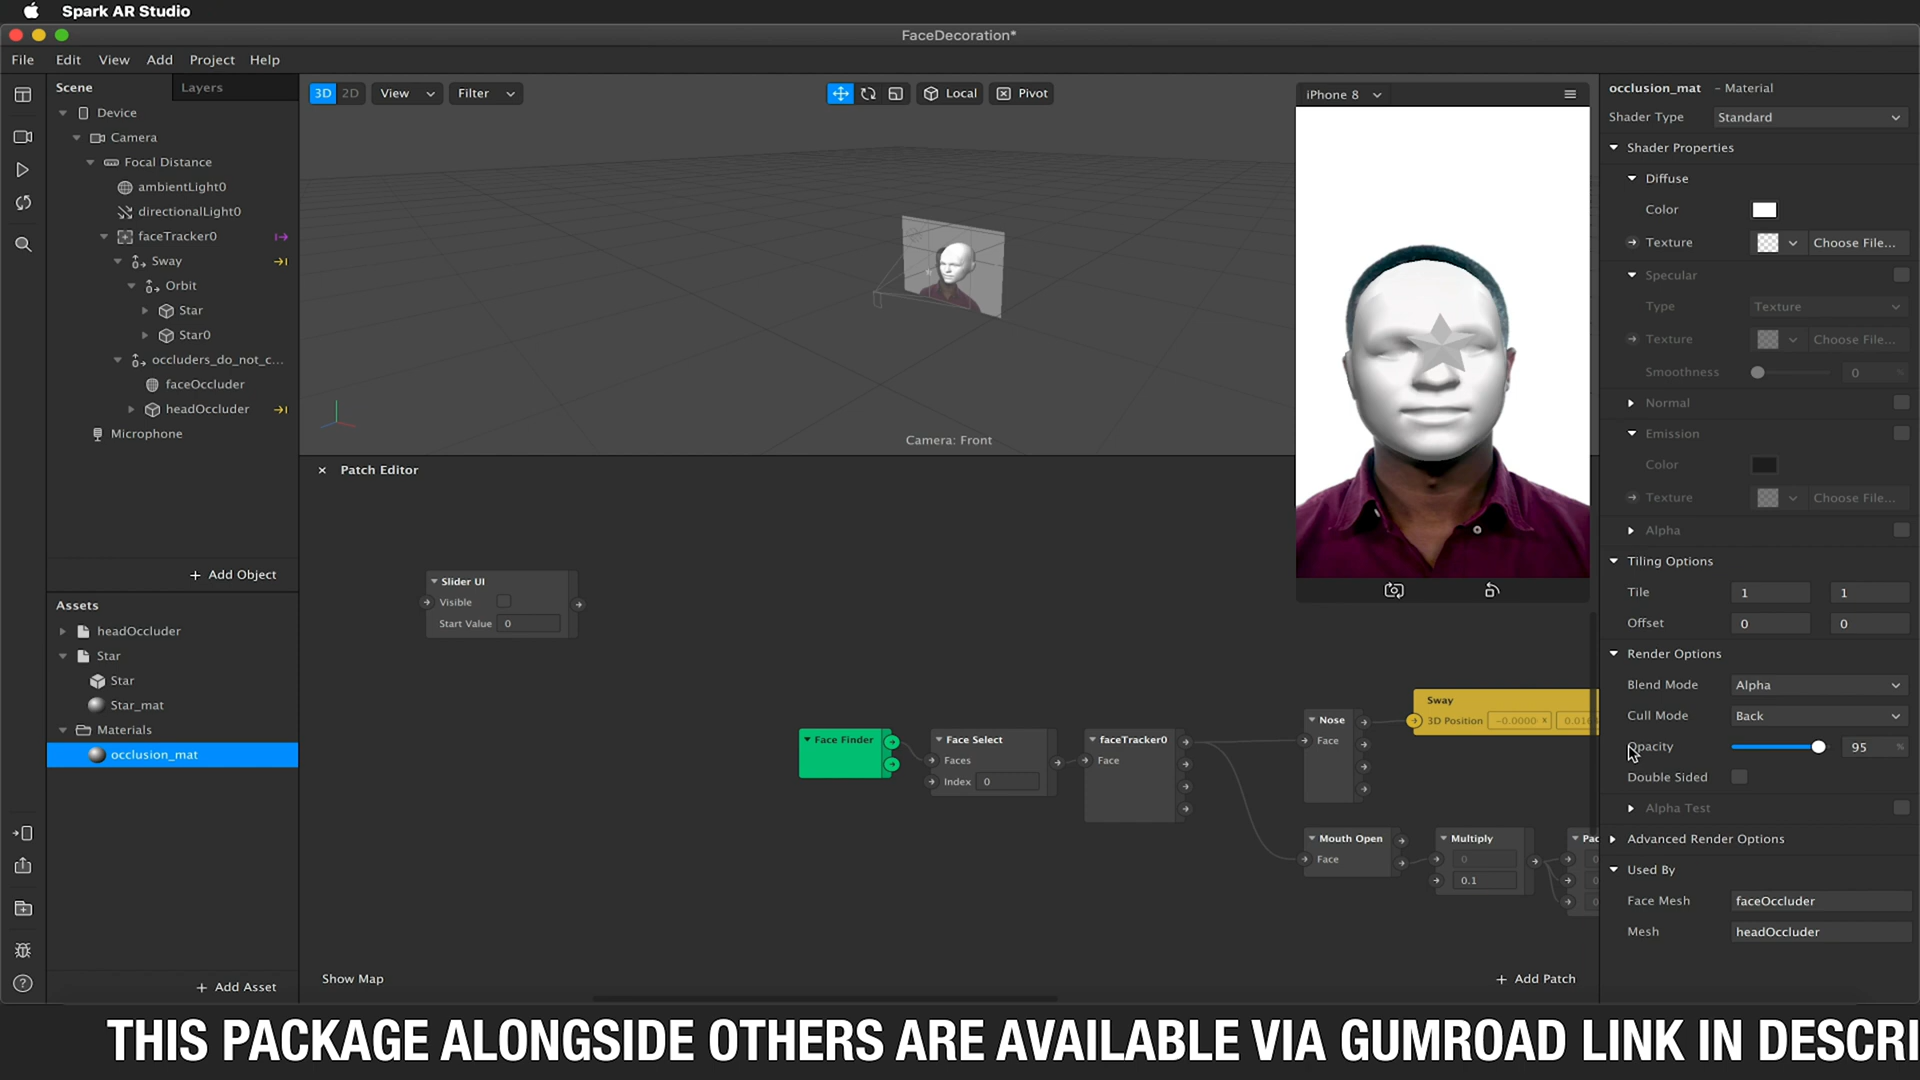 Spark AR Studio
FaceDecoration*
File Edit View Add Project Help
Scene
Layers
Device
Camera
Focal Distance
ambientLight0
directionalLight0
faceTracker0
Sway
Orbit
Star
Star0
occluders_do_not_c...
faceOccluder
headOccluder
Microphone
+ Add Object
Assets
headOccluder
Star
Star
Star_mat
Materials
occlusion_mat
+ Add Asset
3D 2D View Filter
Local Pivot
Camera: Front
iPhone 8
× Patch Editor
Slider UI
Visible
Start Value 0
Face Finder
Face Select
Faces
Index 0
faceTracker0
Face
Nose
Face
Sway
3D Position -0.0000 x
Mouth Open
Face
Multiply
0
0.1
Pac
0
0
0
Show Map
+ Add Patch
occlusion_mat - Material
Shader Type Standard
Shader Properties
Diffuse
Color
Texture Choose File...
Specular
Type Texture
Texture Choose File...
Smoothness 0 %
Normal
Emission
Color
Texture Choose File...
Alpha
Tiling Options
Tile 1 1
Offset 0 0
Render Options
Blend Mode Alpha
Cull Mode Back
Opacity 95 %
Double Sided
Alpha Test
Advanced Render Options
Used By
Face Mesh faceOccluder
Mesh headOccluder
THIS PACKAGE ALONGSIDE OTHERS ARE AVAILABLE VIA GUMROAD LINK IN DESCRI